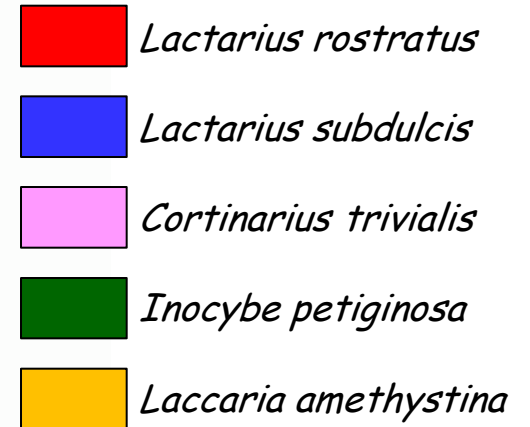 Lactarius rostratus
Lactarius subdulcis
Cortinarius trivialis
Inocybe petiginosa
Laccaria amethystina